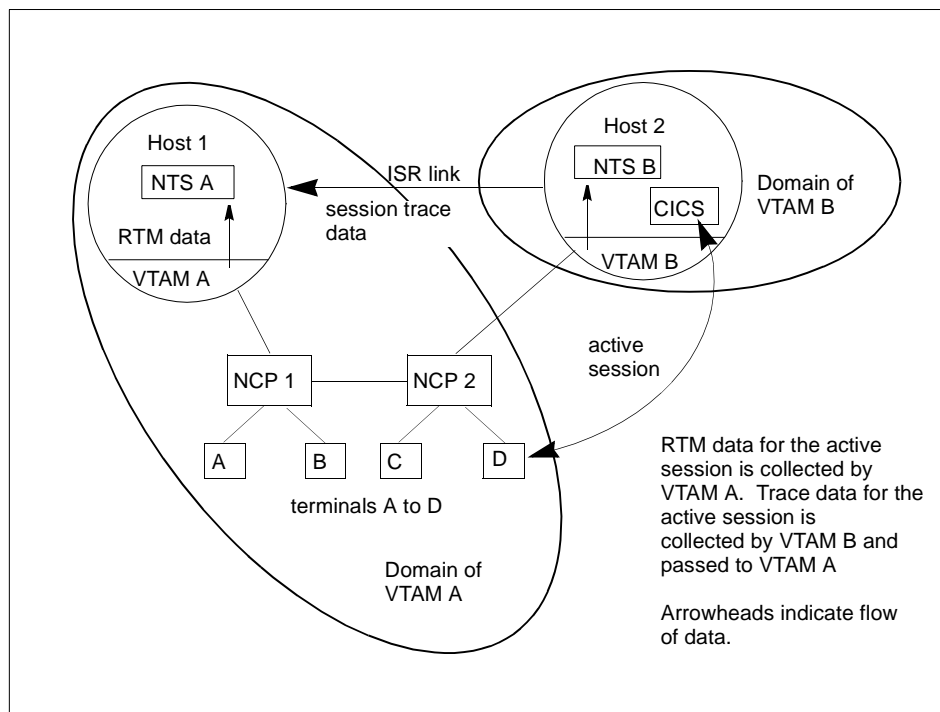 Host 1
NTS A
RTM data
VTAM A
ISR link
session trace
data
Host 2
NTS B
CICS
VTAM B
Domain of
VTAM B
active
session
NCP 1
NCP 2
A
B
C
D
terminals A to D
Domain of
VTAM A
RTM data for the active
session is collected by
VTAM A. Trace data for the
active session is
collected by VTAM B and
passed to VTAM A
Arrowheads indicate flow
of data.